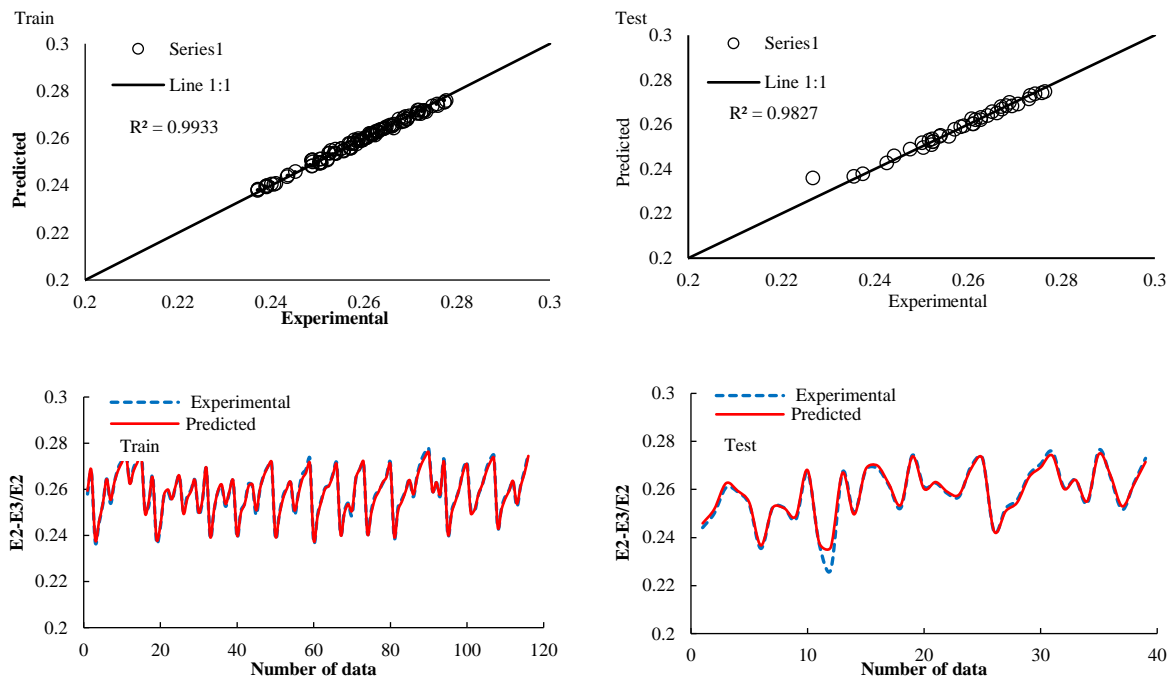 Train
Series1
Line 1:1
R² = 0.9933
0.3
0.28
0.26
0.24
0.22
0.2
Predicted
0.2 0.22 0.24 0.26 0.28 0.3
Experimental
Test
Series1
Line 1:1
R² = 0.9827
0.3
0.28
0.26
0.24
0.22
0.2
Predicted
0.2 0.22 0.24 0.26 0.28 0.3
Experimental
Experimental
Predicted
Train
0.3
0.28
0.26
0.24
0.22
0.2
E2-E3/E2
0 20 40 60 80 100 120
Number of data
Experimental
Predicted
Test
0.3
0.28
0.26
0.24
0.22
0.2
E2-E3/E2
0 10 20 30 40
Number of data